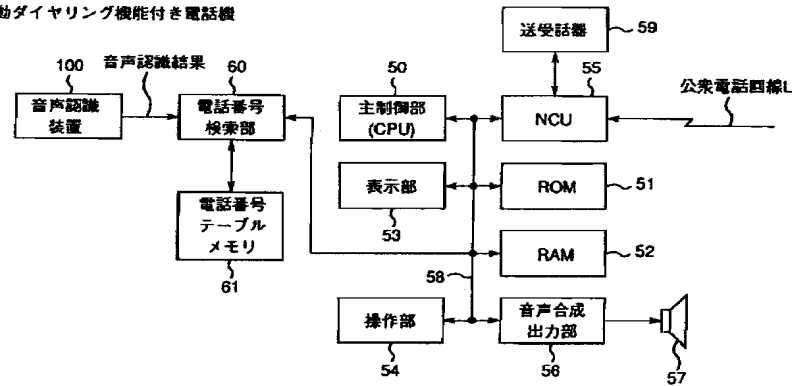 動ダイヤリング機能付き電話機
送受話器
59
100
音声認識結果
60
50
55
公衆電話回線L
音声認識
装置
電話番号
検索部
主制御部
(CPU)
NCU
表示部
53
ROM
51
電話番号
テーブル
メモリ
61
RAM
52
58
操作部
54
音声合成
出力部
56
57